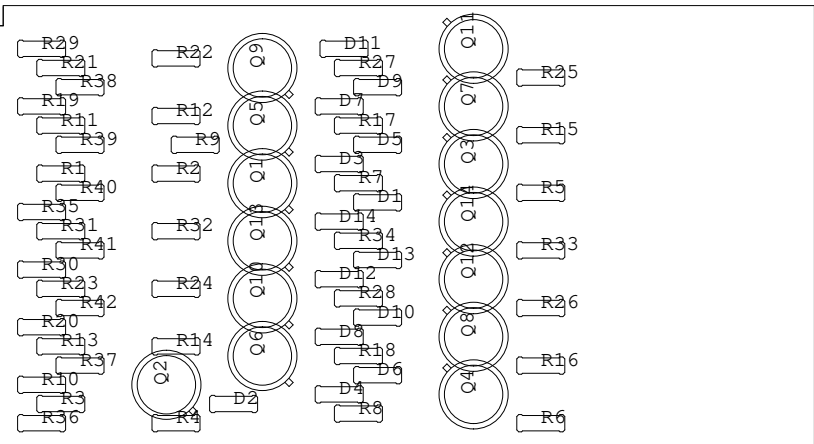 R29 R22 Q9 D11 Q11
R21 R27 R25
R38 D9
R19 R12 Q5 D7 Q7
R11 R17 R15
R39 R9 D5
R1 R2 Q1 D3 Q3
R40 R7 R5
R35 D1
R31 R32 Q13 D14 Q14
R41 R34 R33
R30 D13
R23 R24 Q10 D12 Q12
R42 R28 R26
R20 D10
R13 R14 Q6 D8 Q8
R37 R18 R16
R10 Q2 D6
R3 D2 D4 Q4
R36 R4 R8 R6